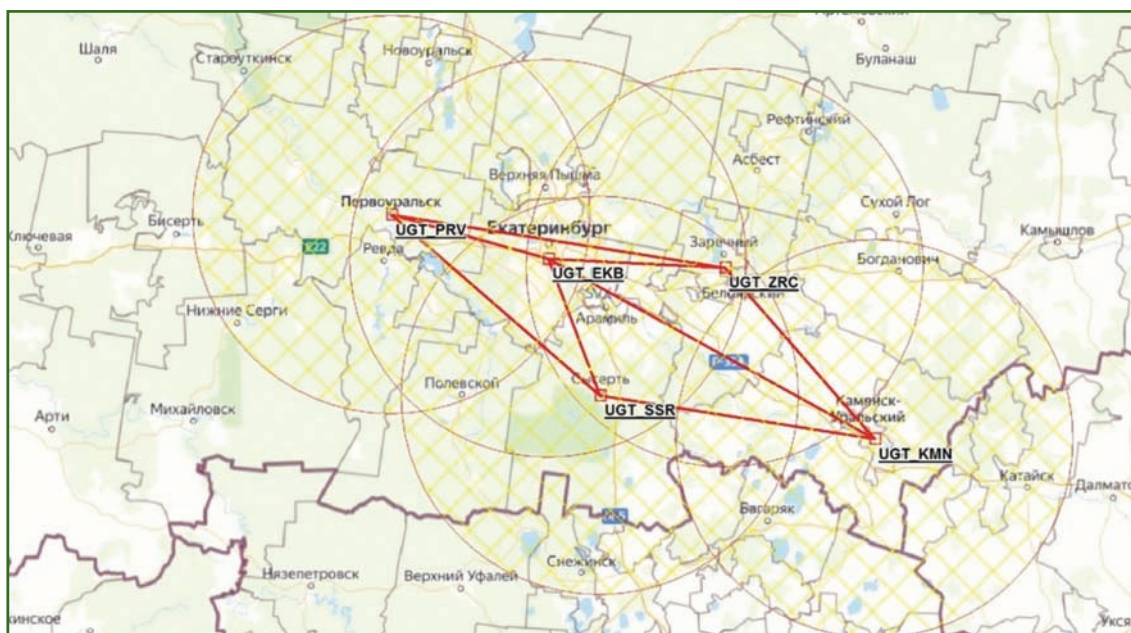 Артемовский
Буланаш
Шаля
Новоуральск
Староуткинск
Рефтинский
Асбест
Верхняя Пышма
Первоуральск
Сухой Лог
Бисерть
UGT_PRV
Екатеринбург
Заречный
Камышлов
Ключевая
Ревда
Богданович
UGT_EKB
UGT_ZRC
SVX
Арамиль
Нижние Серги
Полевской
Сысерть
Каменск-
Уральский
Арти
Михайловск
UGT_SSR
UGT_KMN
Катайск
Багаряк
Снежинск
Нязепетровск
Верхний Уфалей